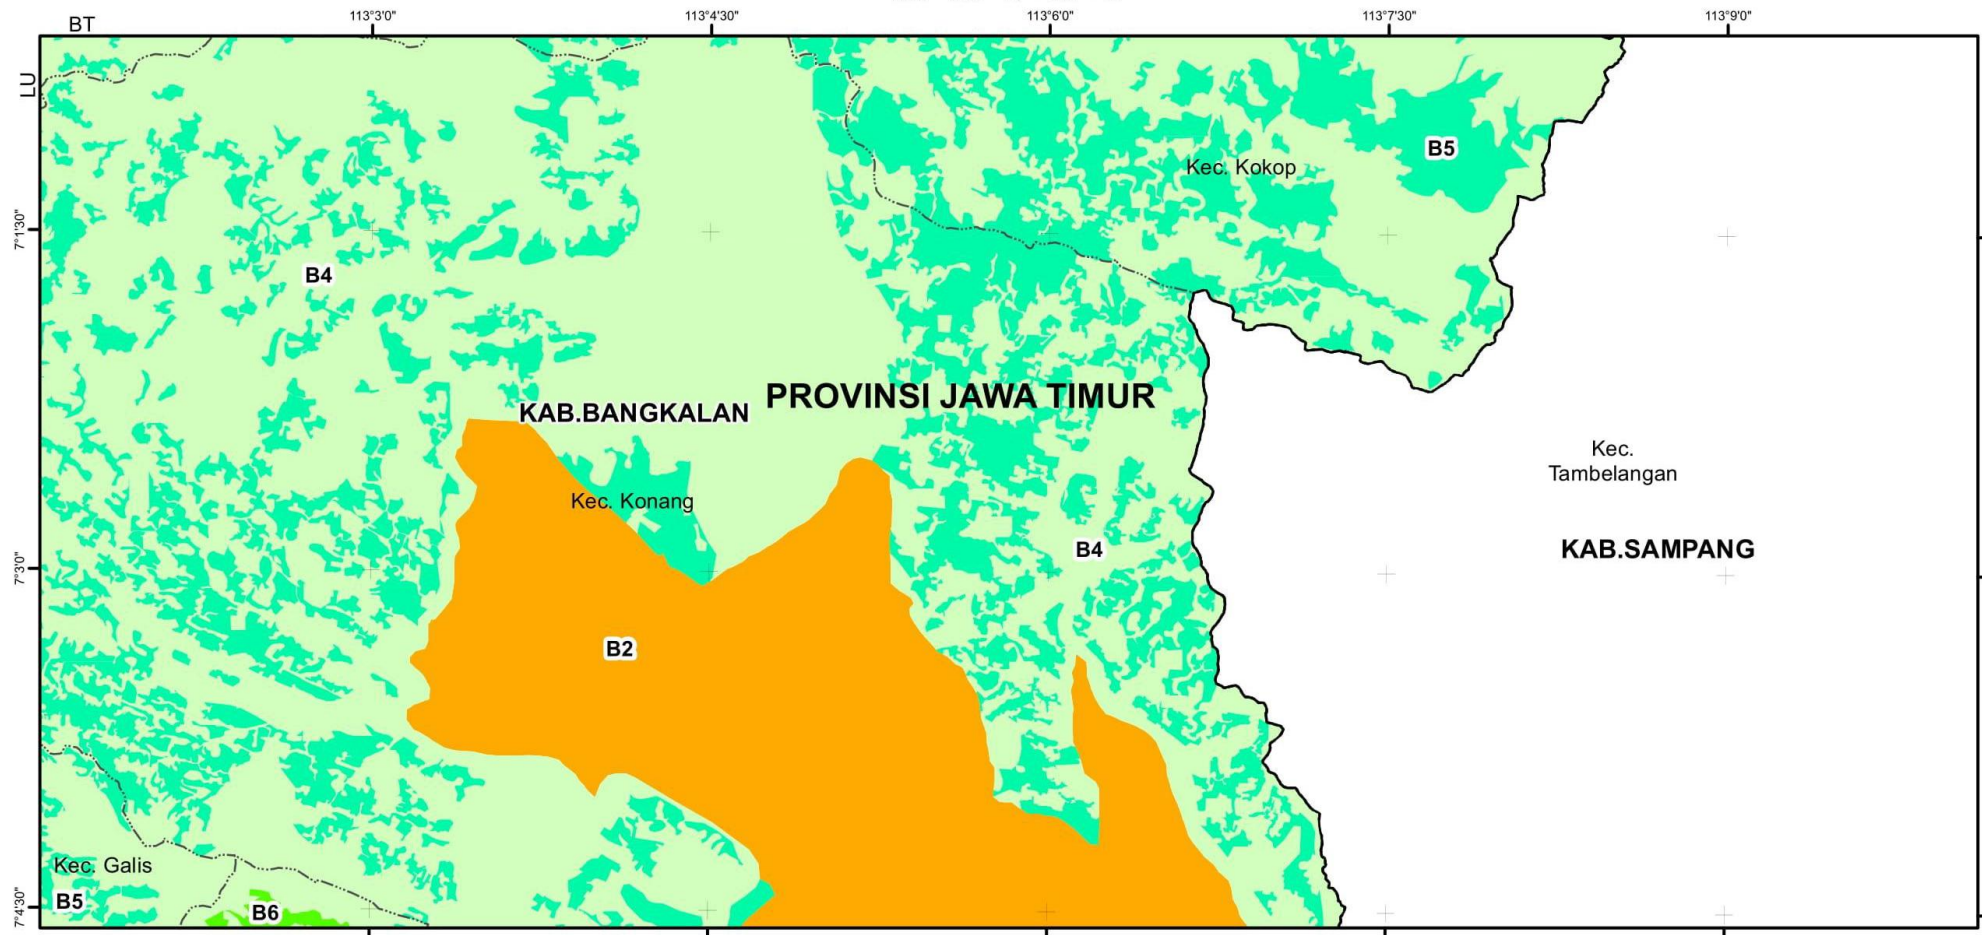 BT
113°3'0"
113°4'30"
113°6'0"
113°7'30"
113°9'0"
LU
7°1'30"
7°3'0"
7°4'30"
B5
Kec. Kokop
B4
PROVINSI JAWA TIMUR
KAB.BANGKALAN
Kec.
Tambelangan
Kec. Konang
B4
KAB.SAMPANG
B2
Kec. Galis
B5
B6